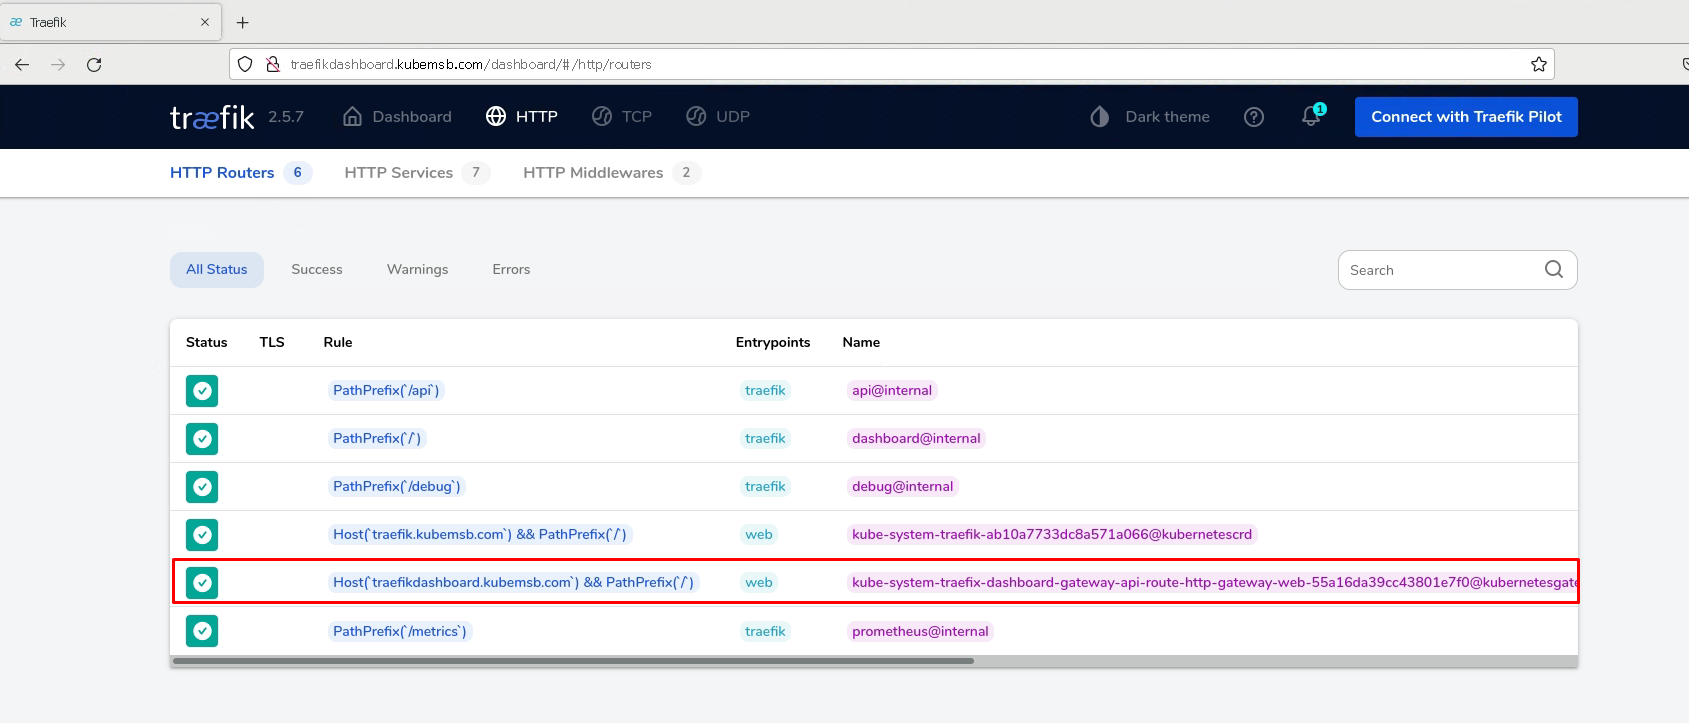 Traefik
traefikdashboard.kubemsb.com/dashboard/#/http/routers
træfik 2.5.7 Dashboard HTTP TCP UDP Dark theme 1 Connect with Traefik Pilot
HTTP Routers 6 HTTP Services 7 HTTP Middlewares 2
All Status Success Warnings Errors Search
Status TLS Rule Entrypoints Name
PathPrefix(`/api`) traefik api@internal
PathPrefix(`/`) traefik dashboard@internal
PathPrefix(`/debug`) traefik debug@internal
Host(`traefik.kubemsb.com`) && PathPrefix(`/`) web kube-system-traefik-ab10a7733dc8a571a066@kubernetescrd
Host(`traefikdashboard.kubemsb.com`) && PathPrefix(`/`) web kube-system-traefix-dashboard-gateway-api-route-http-gateway-web-55a16da39cc43801e7f0@kubernetesgate
PathPrefix(`/metrics`) traefik prometheus@internal